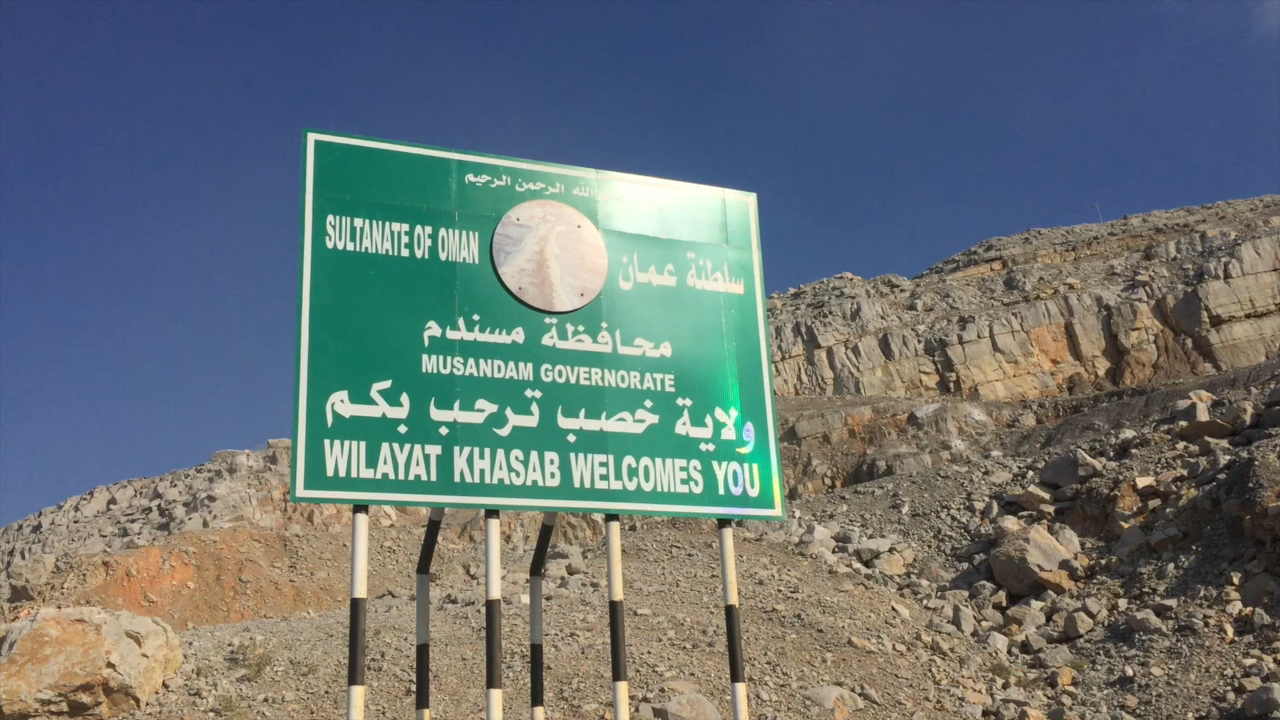 الله الرحمن الرحيم
SULTANATE OF OMAN
سلطنة عمان
محافظة مسندم
MUSANDAM GOVERNORATE
ولاية خصب ترحب بكم
WILAYAT KHASAB WELCOMES YOU